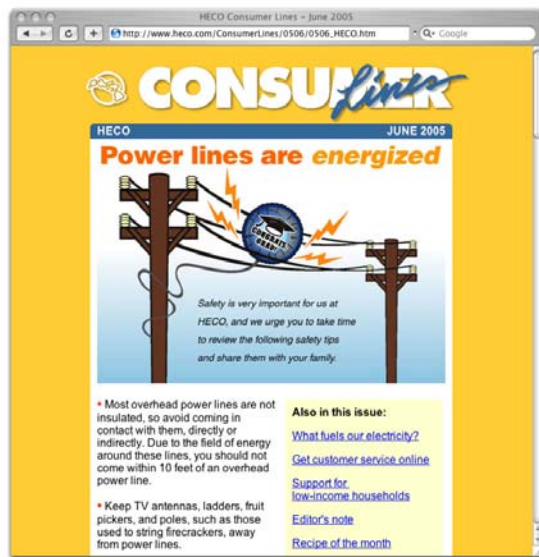 HECO Consumer Lines – June 2005
http://www.heco.com/ConsumerLines/0506/0506_HECO.htm
Google
CONSUMER Lines
HECO
JUNE 2005
Power lines are energized
CONGRATS
GRAD!
Safety is very important for us at
HECO, and we urge you to take time
to review the following safety tips
and share them with your family.
• Most overhead power lines are not
insulated, so avoid coming in
contact with them, directly or
indirectly. Due to the field of energy
around these lines, you should not
come within 10 feet of an overhead
power line.
• Keep TV antennas, ladders, fruit
pickers, and poles, such as those
used to string firecrackers, away
from power lines.
Also in this issue:
What fuels our electricity?
Get customer service online
Support for
low-income households
Editor's note
Recipe of the month